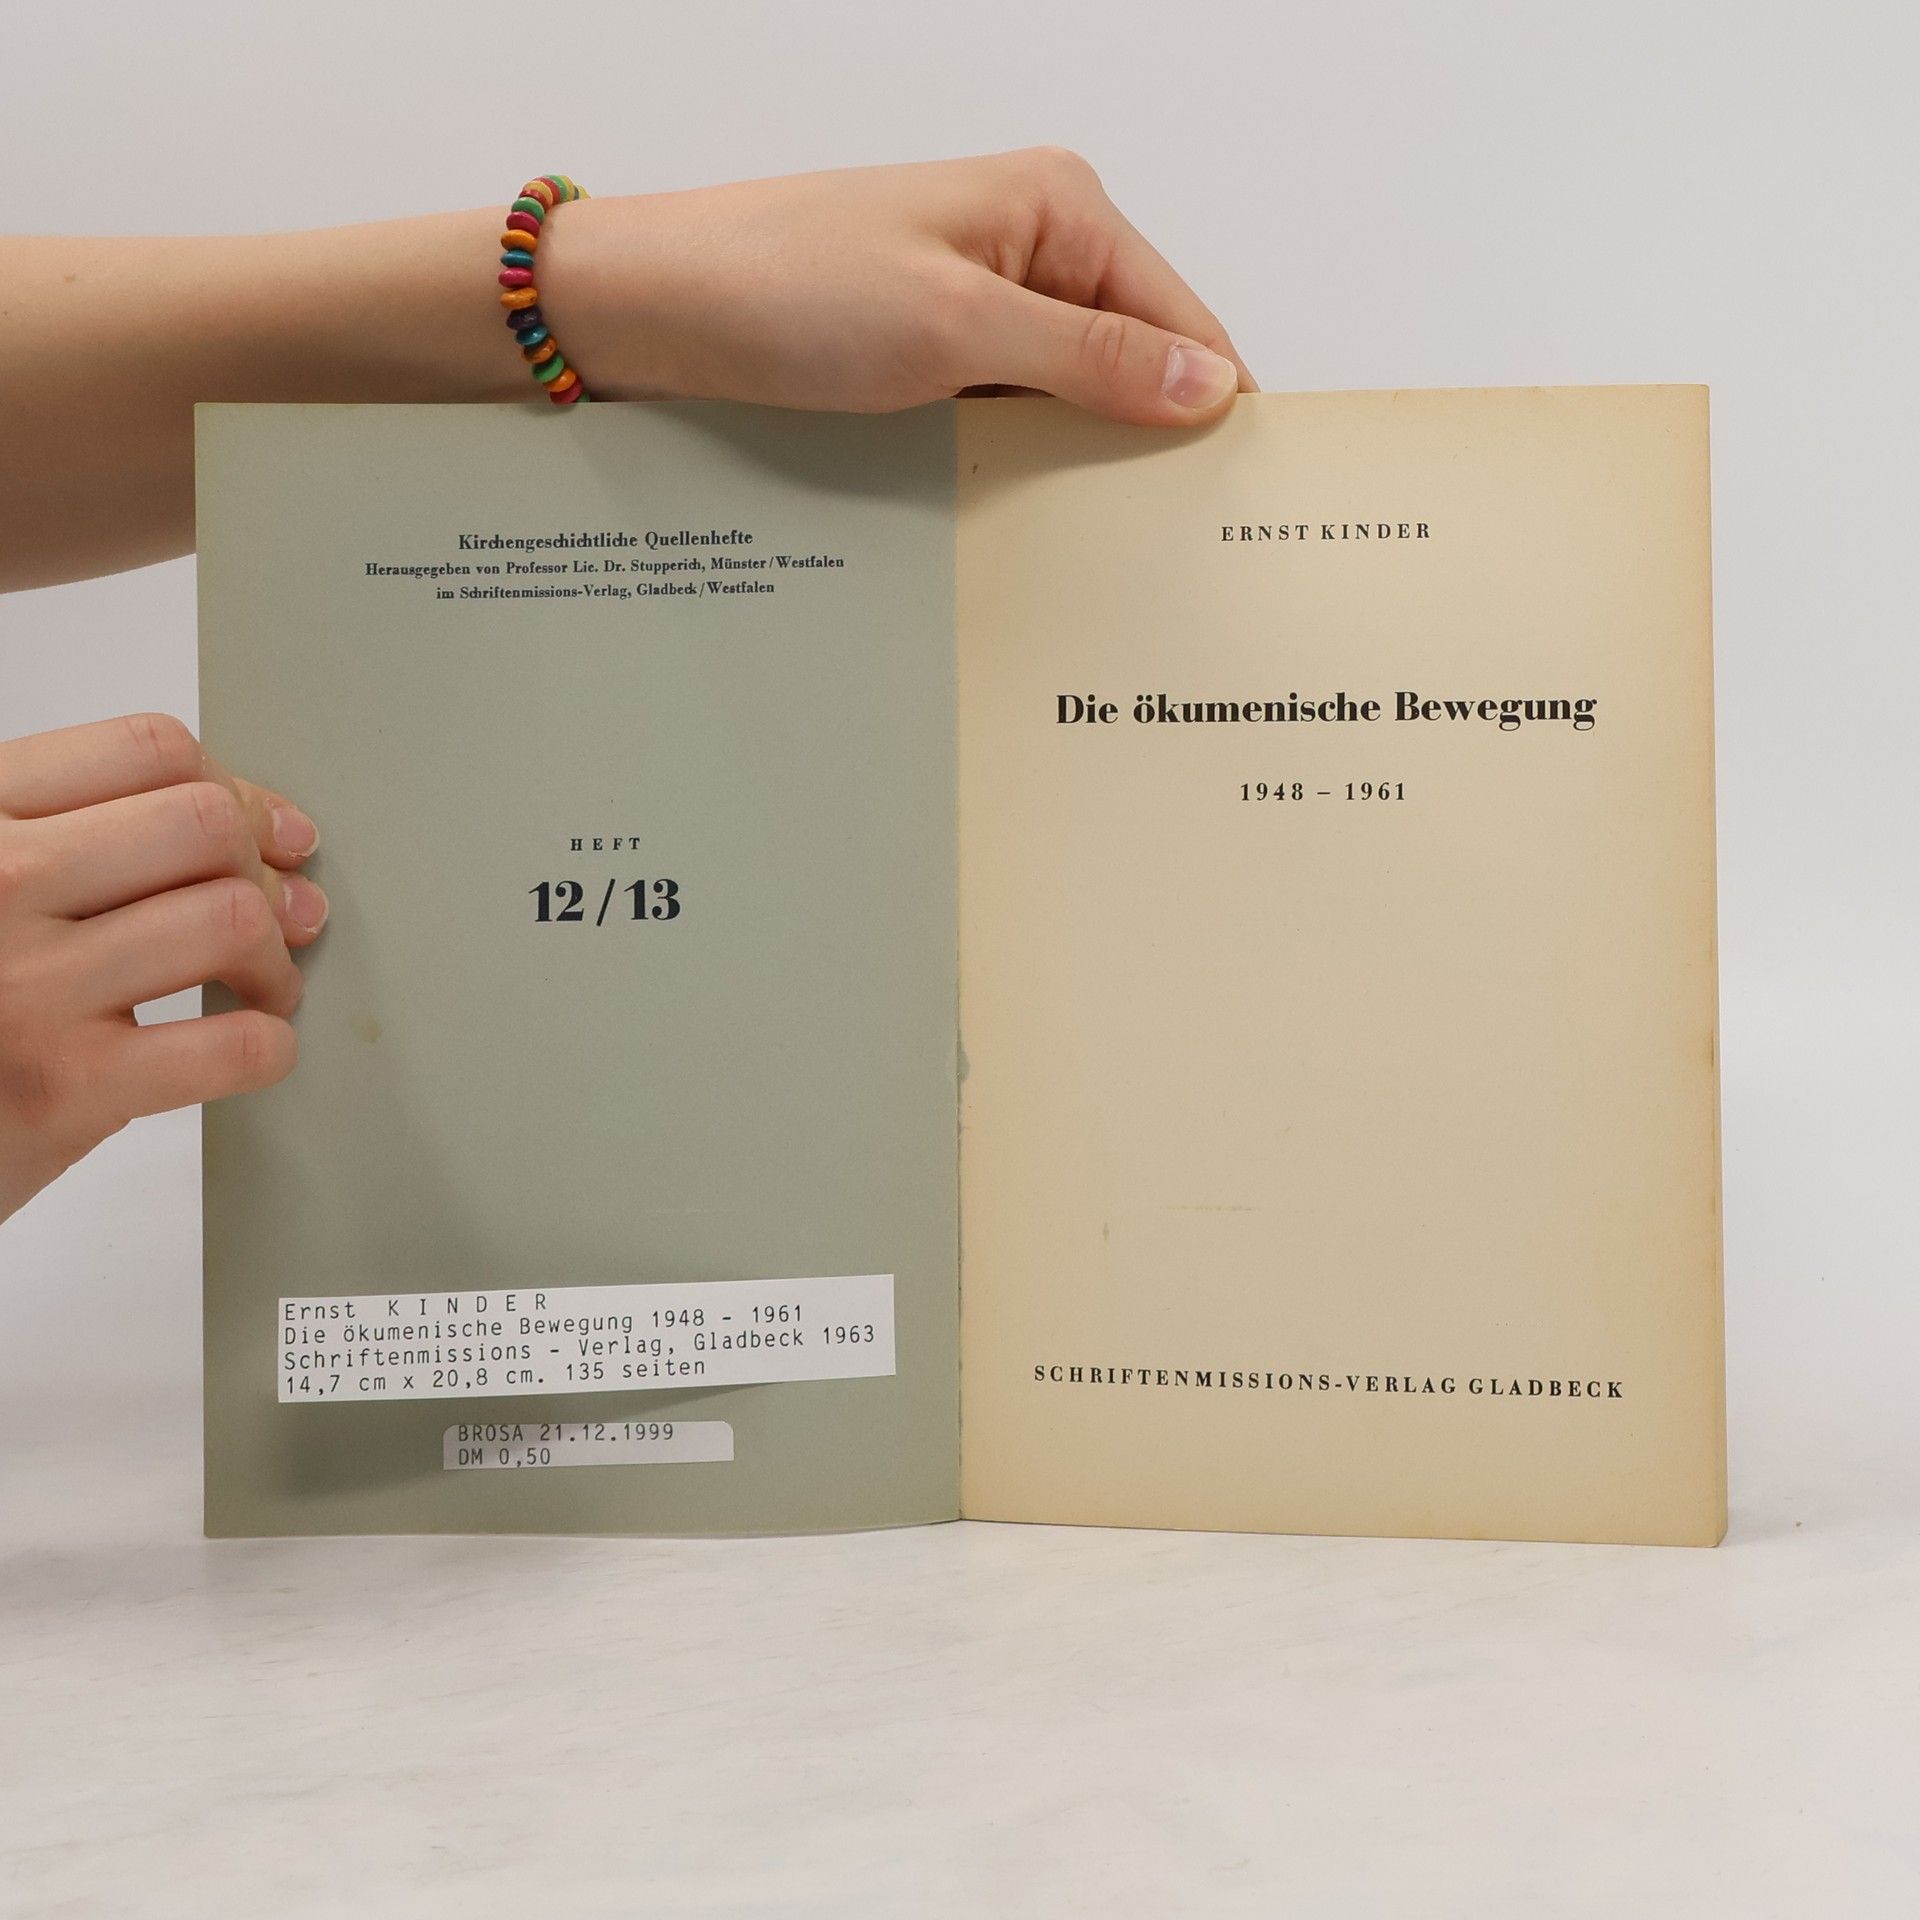 Kirchengeschichtliche Quellenhefte
Herausgegeben von Professor Lic. Dr. Stupperich, Münster/Westfalen
im Schriftenmissions-Verlag, Gladbeck/Westfalen
HEFT
12/13
Ernst K I N D E R
Die ökumenische Bewegung 1948 - 1961
Schriftenmissions - Verlag, Gladbeck 1963
14,7 cm x 20,8 cm. 135 seiten
BROSA 21.12.1999
DM 0,50
ERNST KINDER
Die ökumenische Bewegung
1948 – 1961
SCHRIFTENMISSIONS-VERLAG GLADBECK